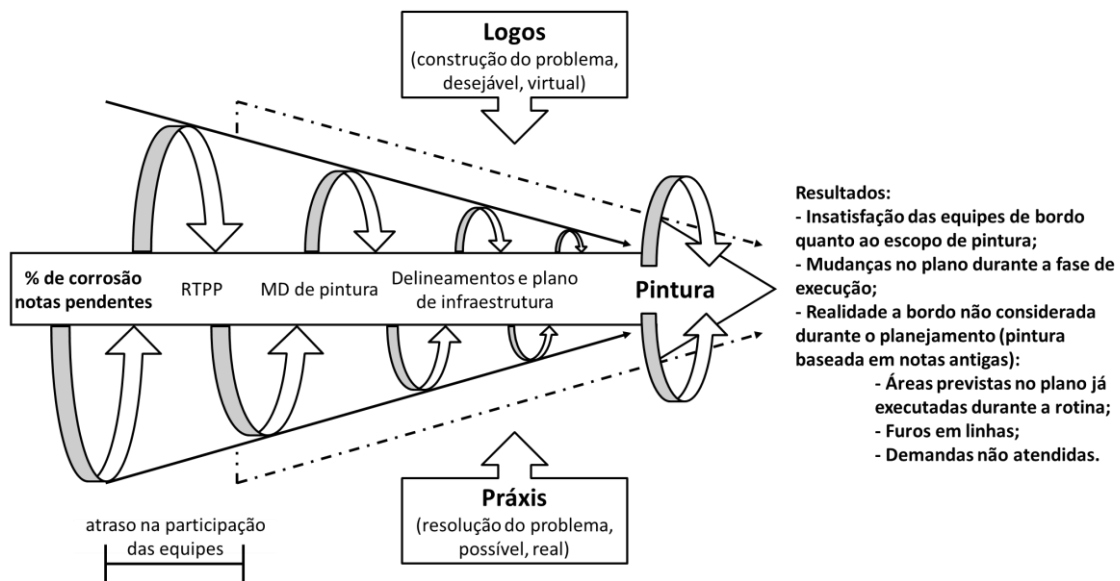 Logos
(construção do problema,
desejável, virtual)
% de corrosão
notas pendentes
RTPP
MD de pintura
Delineamentos e plano
de infraestrutura
Pintura
Resultados:
- Insatisfação das equipes de bordo
quanto ao escopo de pintura;
- Mudanças no plano durante a fase de
execução;
- Realidade a bordo não considerada
durante o planejamento (pintura
baseada em notas antigas):
- Áreas previstas no plano já
executadas durante a rotina;
- Furos em linhas;
- Demandas não atendidas.
Práxis
(resolução do problema,
possível, real)
atraso na participação
das equipes